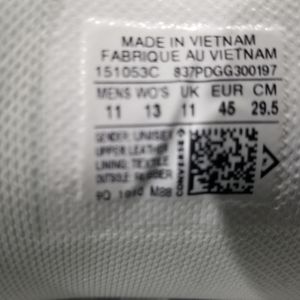 MADE IN VIETNAM
FABRIQUE AU VIETNAM
151053C 837PDGG300197
MENS WO'S UK EUR CM
11 13 11 45 29.5
GENDER: UNISEX
UPPER: LEATHER
LINING: TEXTILE
OUTSOLE: RUBBER